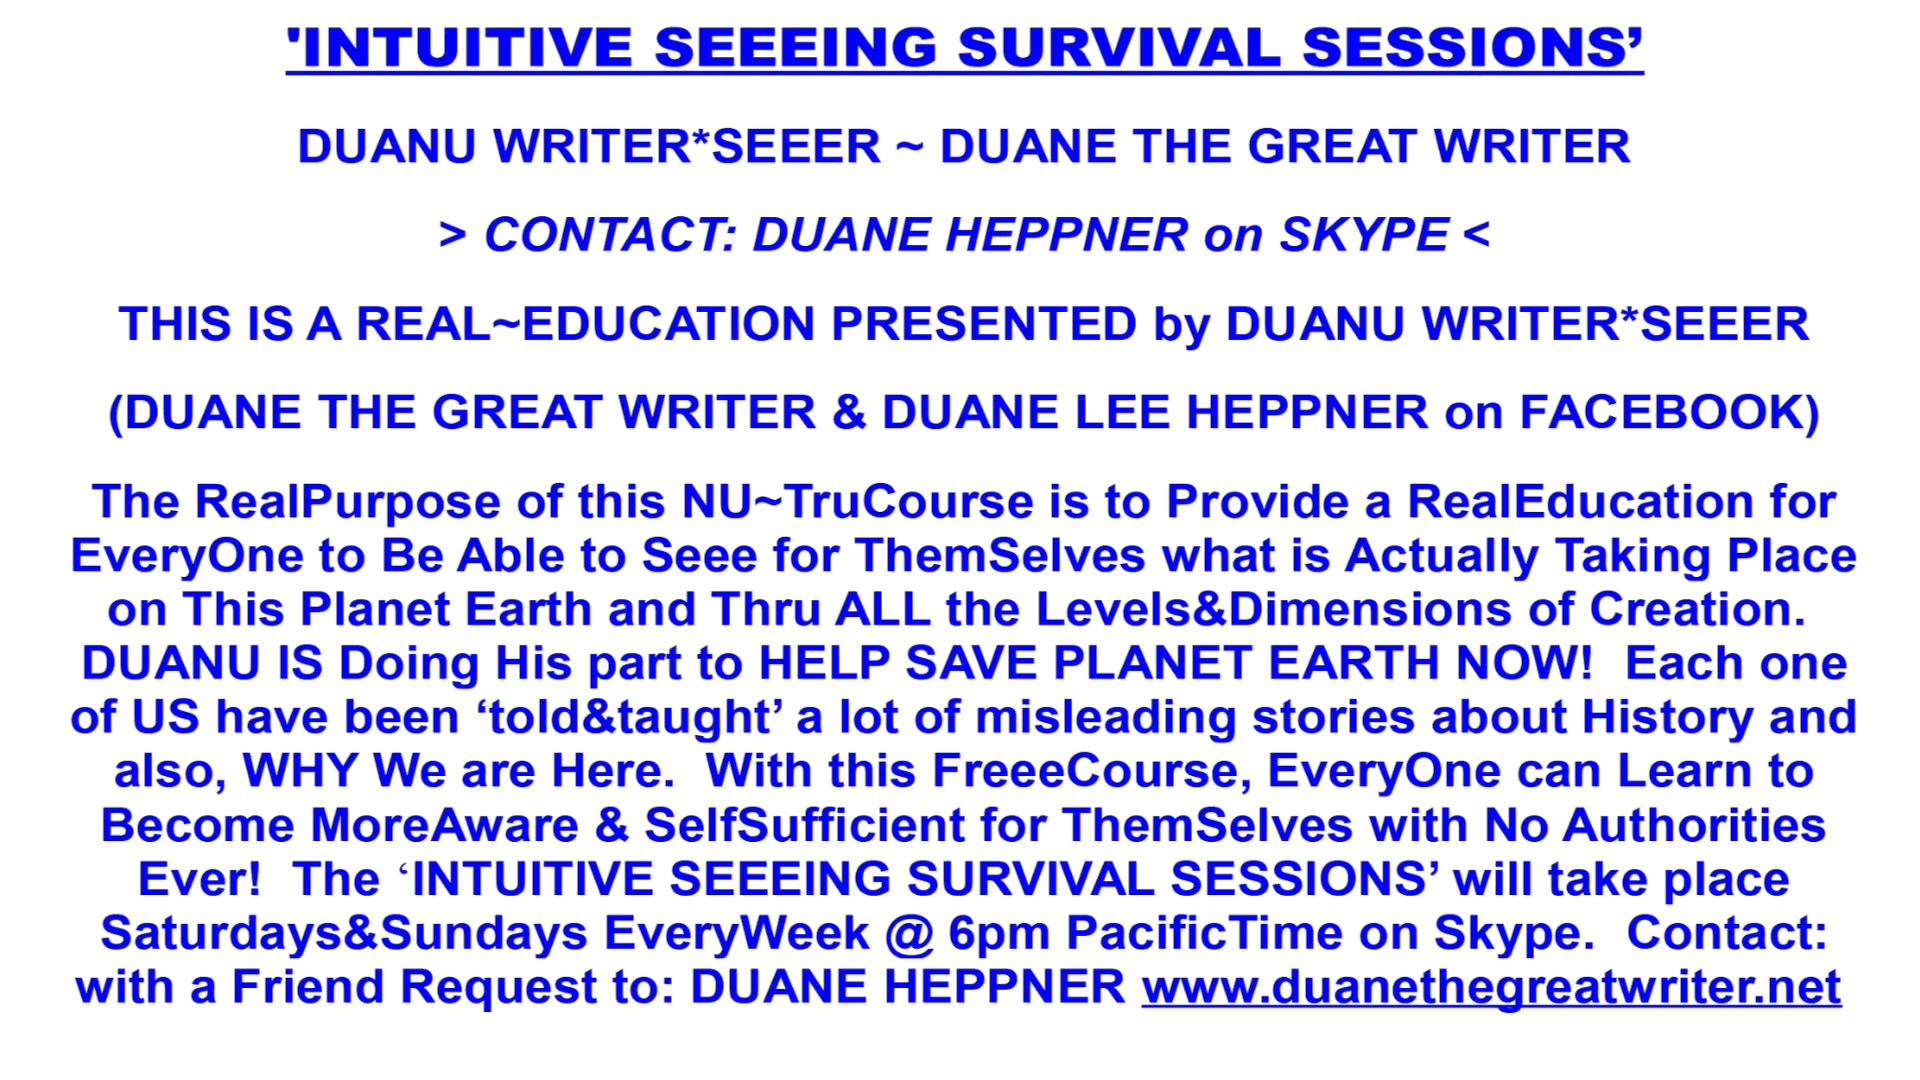 'INTUITIVE SEEEING SURVIVAL SESSIONS’
DUANU WRITER*SEEER ~ DUANE THE GREAT WRITER
> CONTACT: DUANE HEPPNER on SKYPE <
THIS IS A REAL~EDUCATION PRESENTED by DUANU WRITER*SEEER
(DUANE THE GREAT WRITER & DUANE LEE HEPPNER on FACEBOOK)
The RealPurpose of this NU~TruCourse is to Provide a RealEducation for
EveryOne to Be Able to Seee for ThemSelves what is Actually Taking Place
on This Planet Earth and Thru ALL the Levels&Dimensions of Creation.
DUANU IS Doing His part to HELP SAVE PLANET EARTH NOW!  Each one
of US have been ‘told&taught’ a lot of misleading stories about History and
also, WHY We are Here.  With this FreeeCourse, EveryOne can Learn to
Become MoreAware & SelfSufficient for ThemSelves with No Authorities
Ever!  The ‘INTUITIVE SEEEING SURVIVAL SESSIONS’ will take place
Saturdays&Sundays EveryWeek @ 6pm PacificTime on Skype.  Contact:
with a Friend Request to: DUANE HEPPNER www.duanethegreatwriter.net